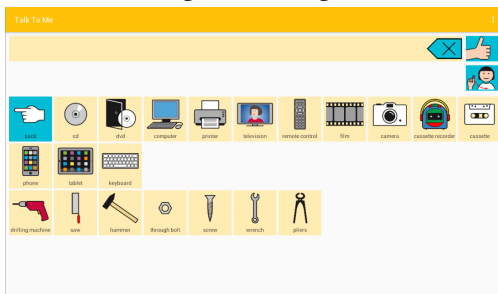 Talk To Me
back cd dvd computer printer television remote control film camera cassette recorder cassette
phone tablet keyboard
drilling machine saw hammer through bolt screw wrench pliers